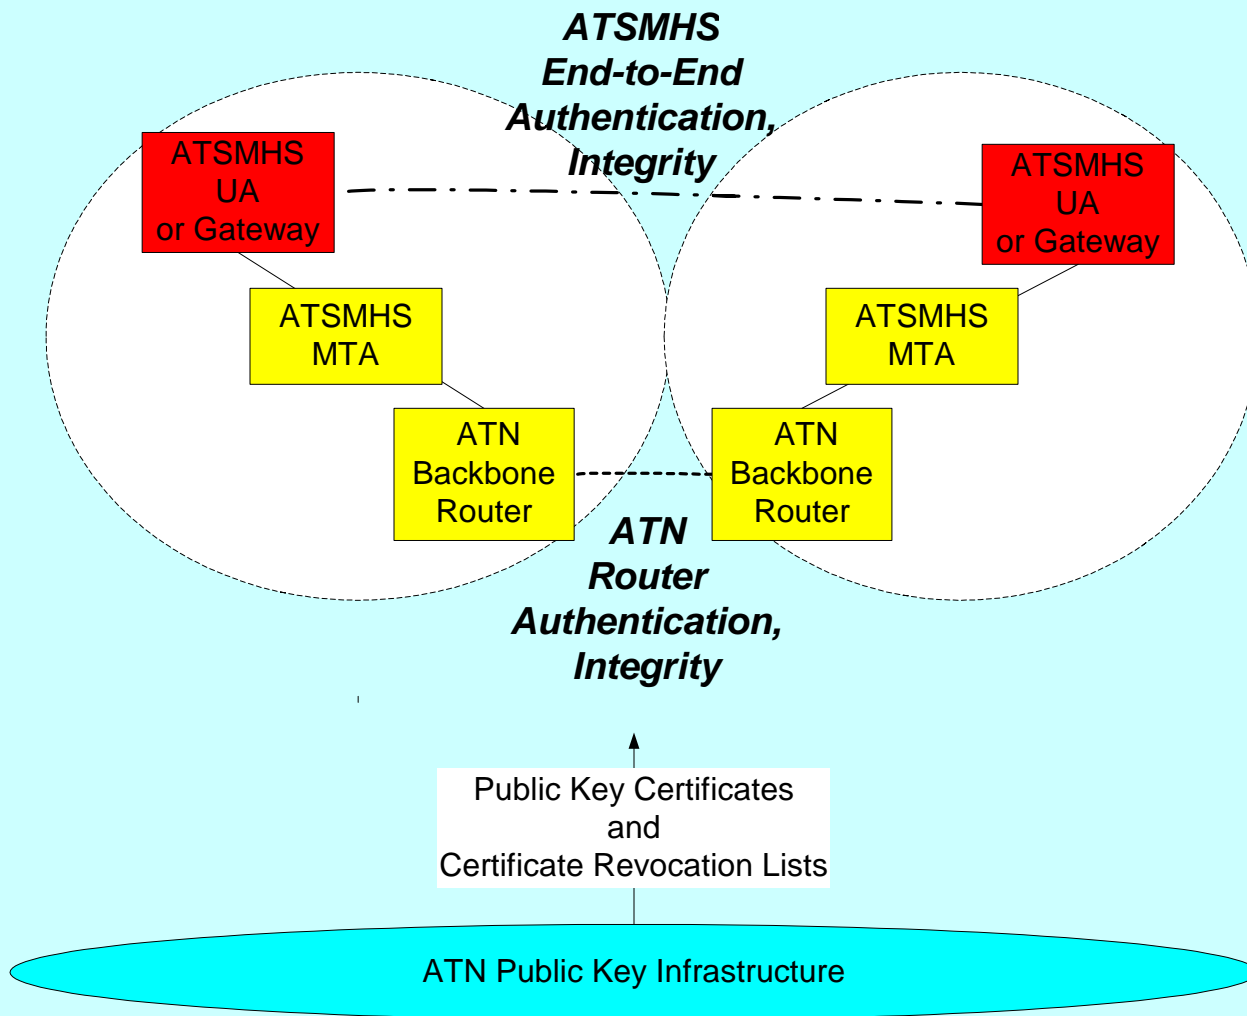 ATSMHS
End-to-End
Authentication,
Integrity
ATSMHS
UA
or Gateway
ATSMHS
UA
or Gateway
ATSMHS
MTA
ATSMHS
MTA
ATN
Backbone
Router
ATN
Backbone
Router
ATN
Router
Authentication,
Integrity
Public Key Certificates
and
Certificate Revocation Lists
ATN Public Key Infrastructure